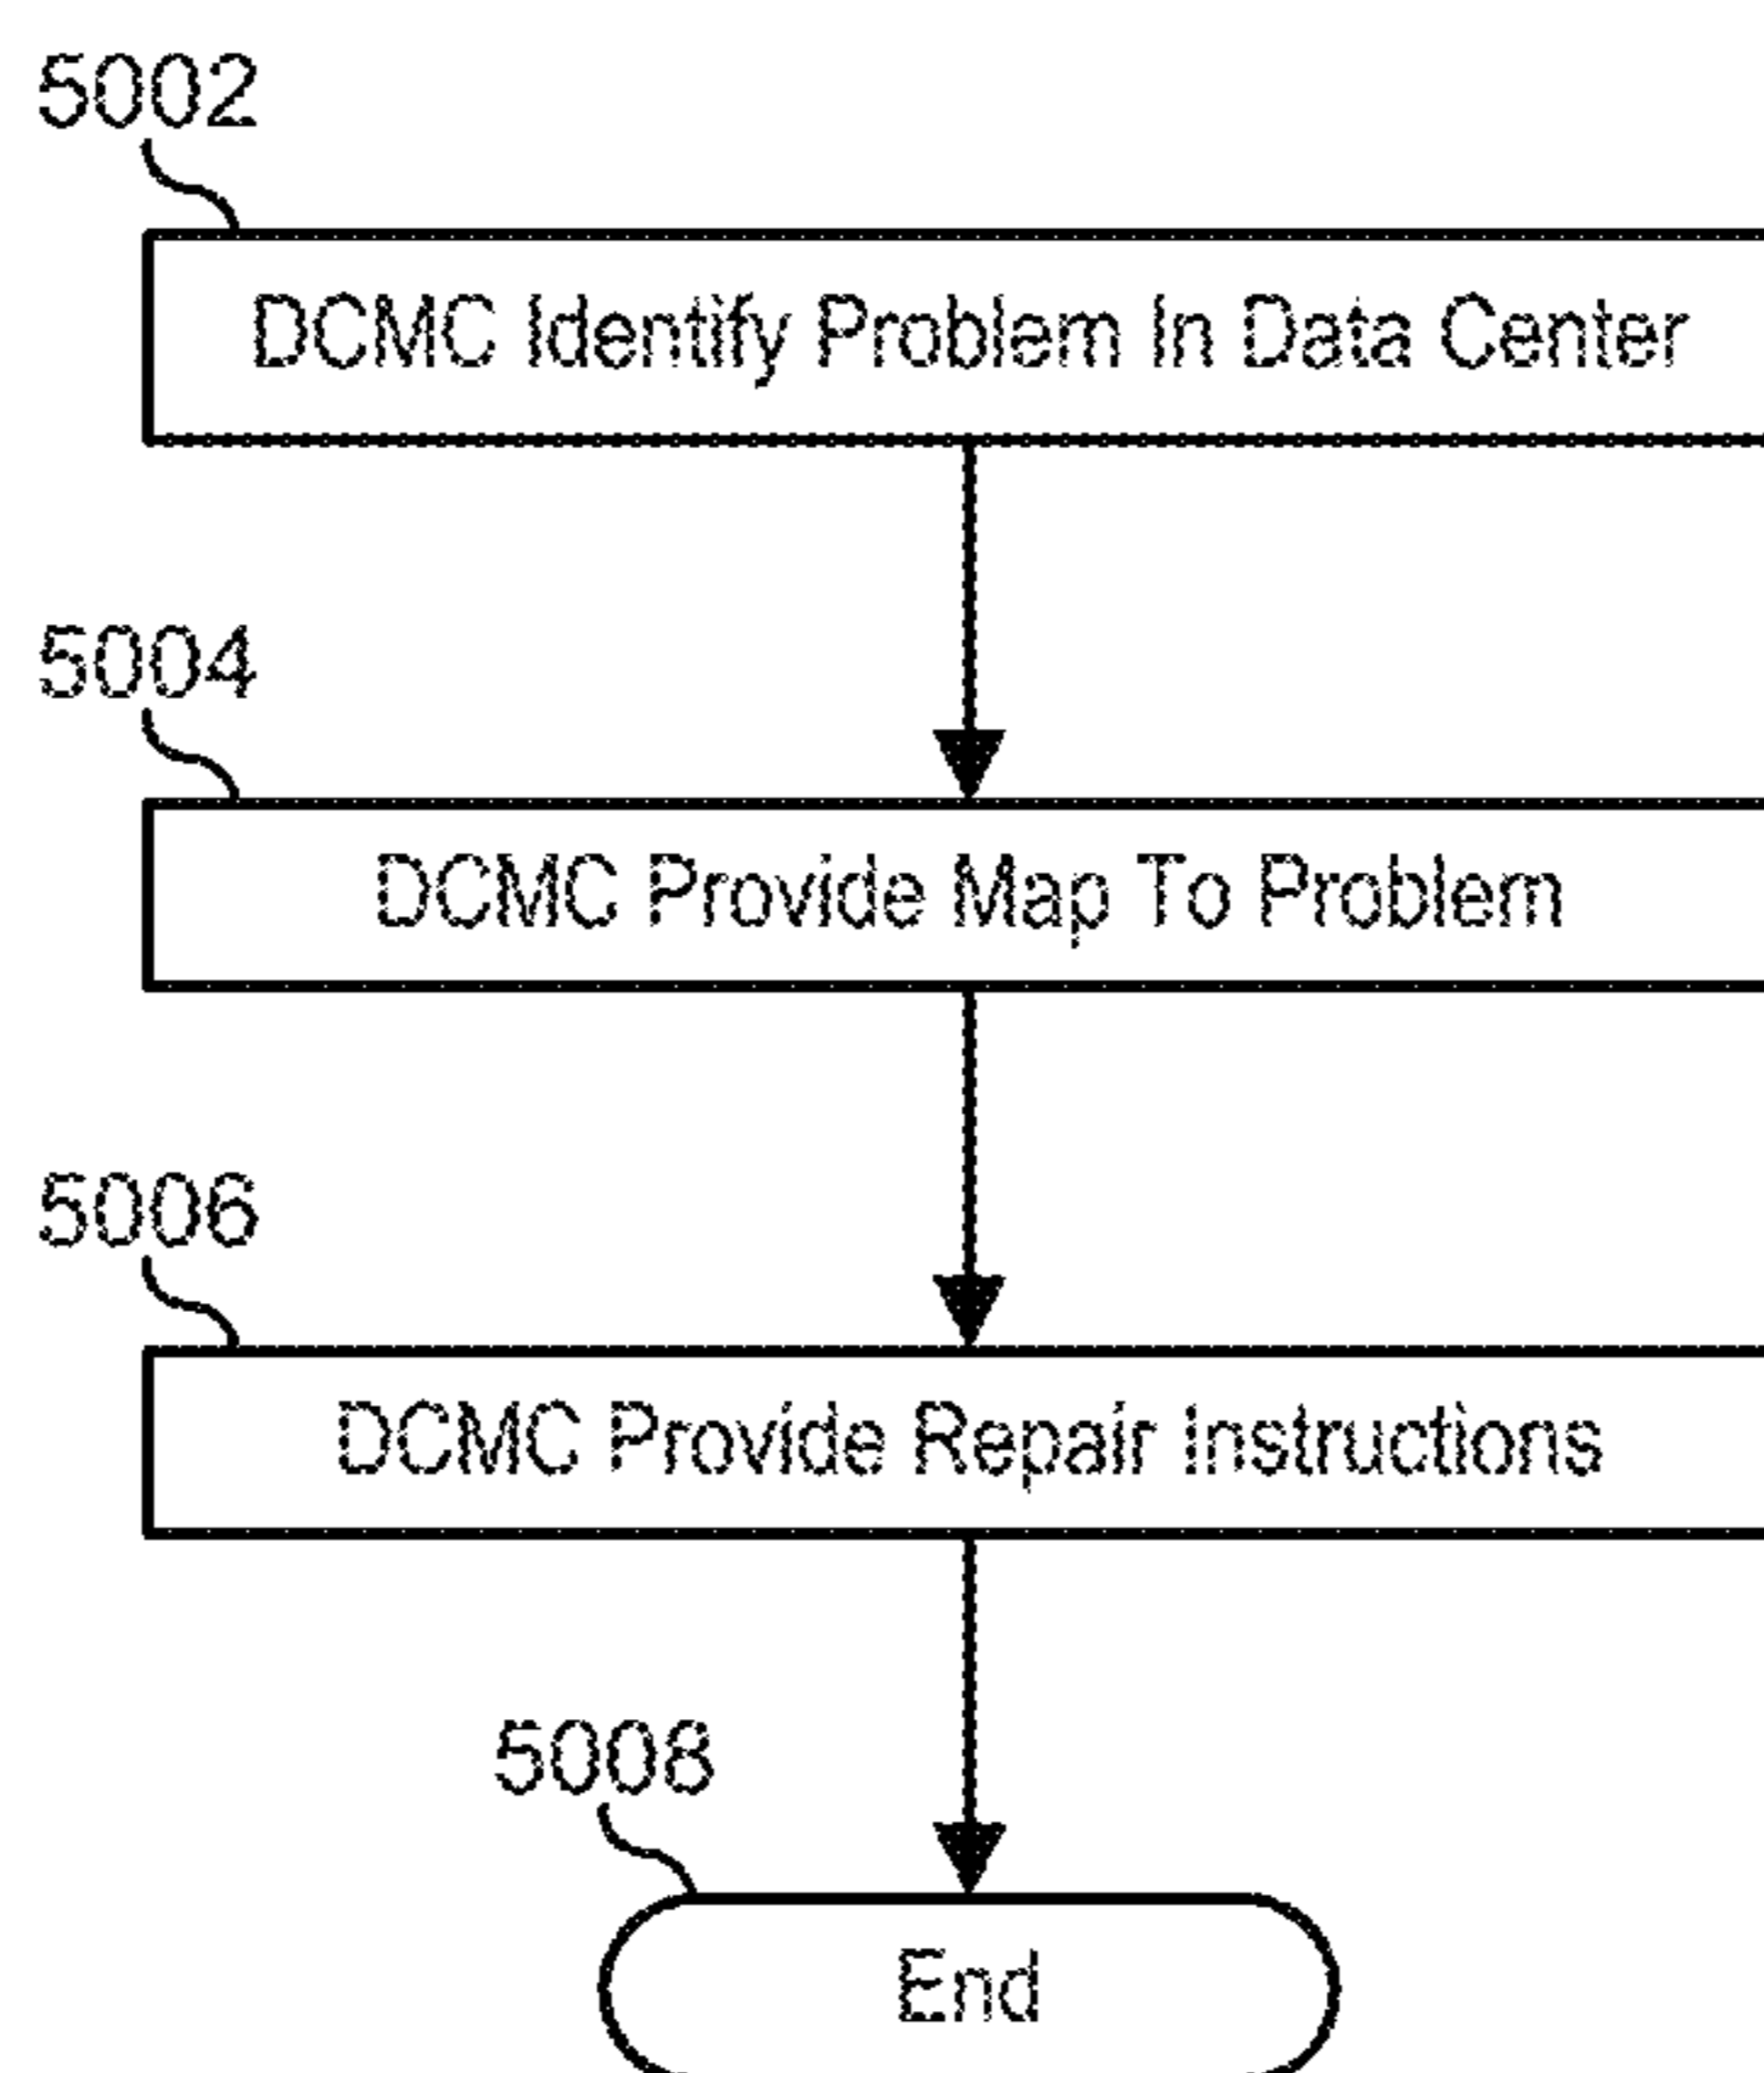 5002
DCMC Identify Problem In Data Center
5004
DCMC Provide Map To Problem
5006
DCMC Provide Repair Instructions
5008
End